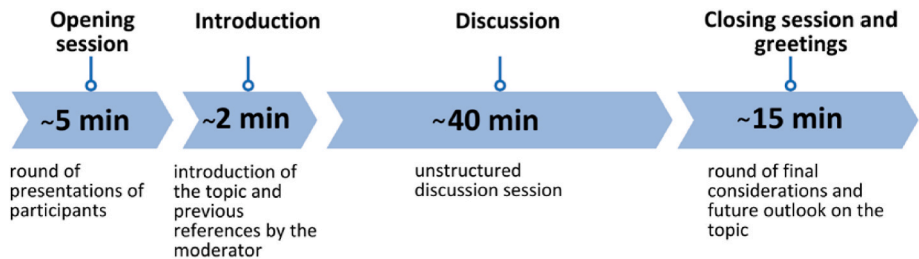 Opening
session
Introduction
Discussion
Closing session and
greetings
~5 min
~2 min
~40 min
~15 min
round of
presentations of
participants
introduction of
the topic and
previous
references by the
moderator
unstructured
discussion session
round of final
considerations and
future outlook on the
topic